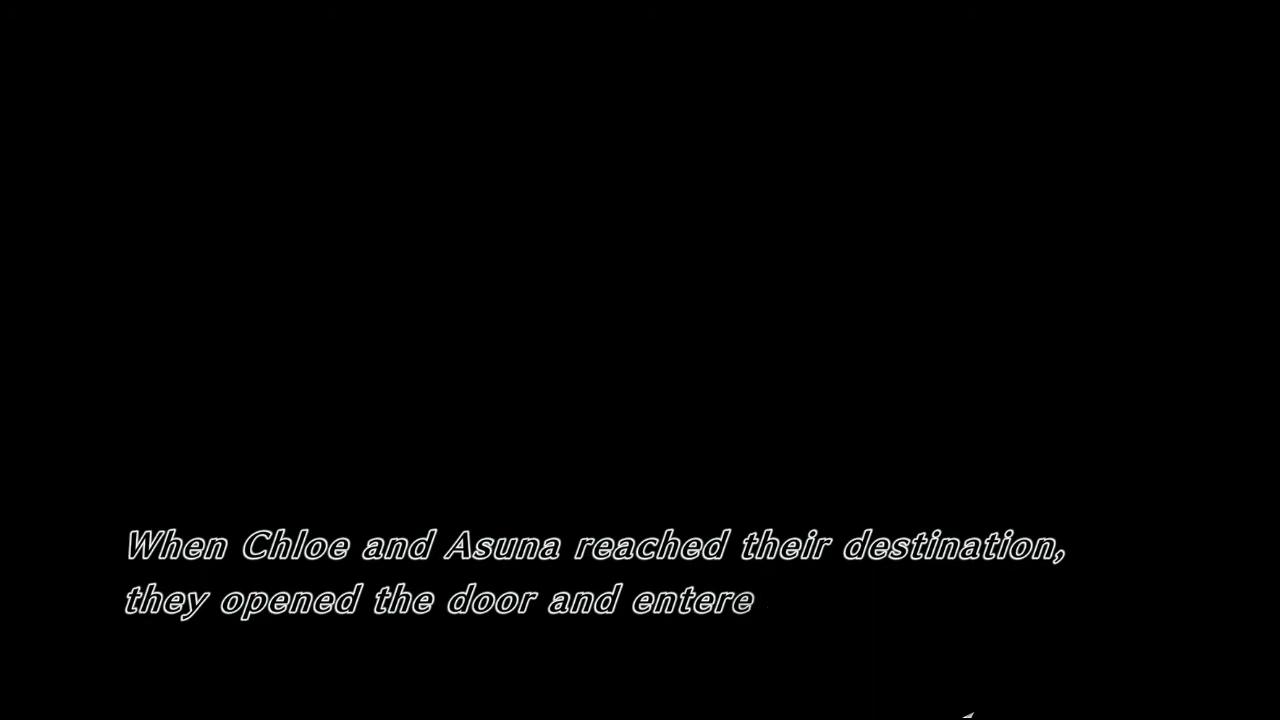 When Chloe and Asuna reached their destination,
they opened the door and entere